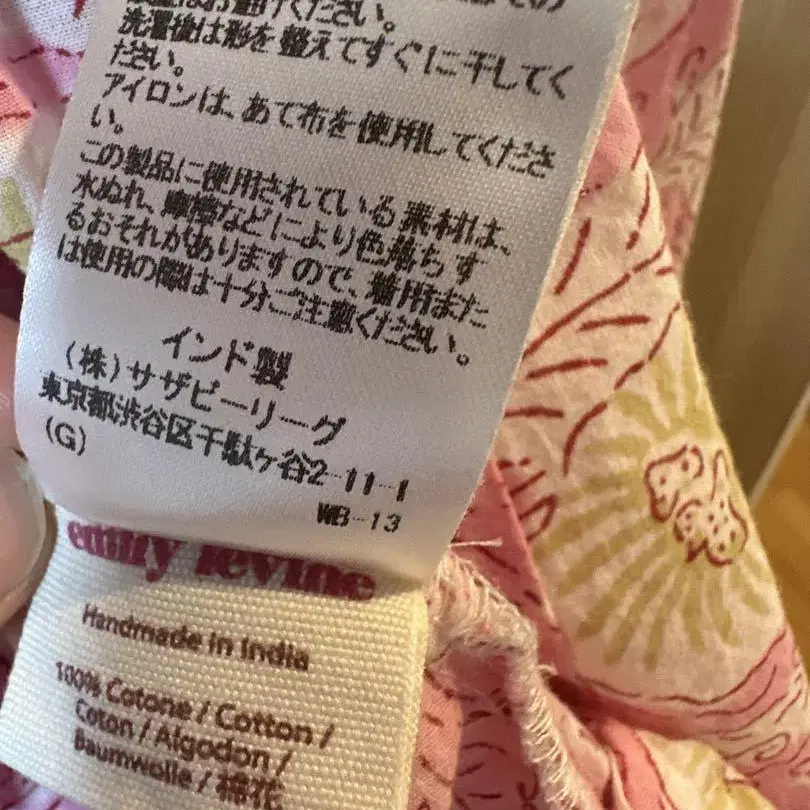 お避けください。
洗濯後は形を整えてすぐに干してく
ださい。
アイロンは、あて布を使用してくださ
い。
この製品に使用されている素材は、
水ぬれ、摩擦などにより色落ちす
るおそれがありますので、着用また
は使用の際は十分ご注意ください。
インド製
(株)サザビーリーグ
東京都渋谷区千駄ヶ谷2-11-1
(G)
WB-13
emily levine
Handmade in India
100% Cotone / Cotton /
Coton / Algodon /
Baumwolle / 棉花